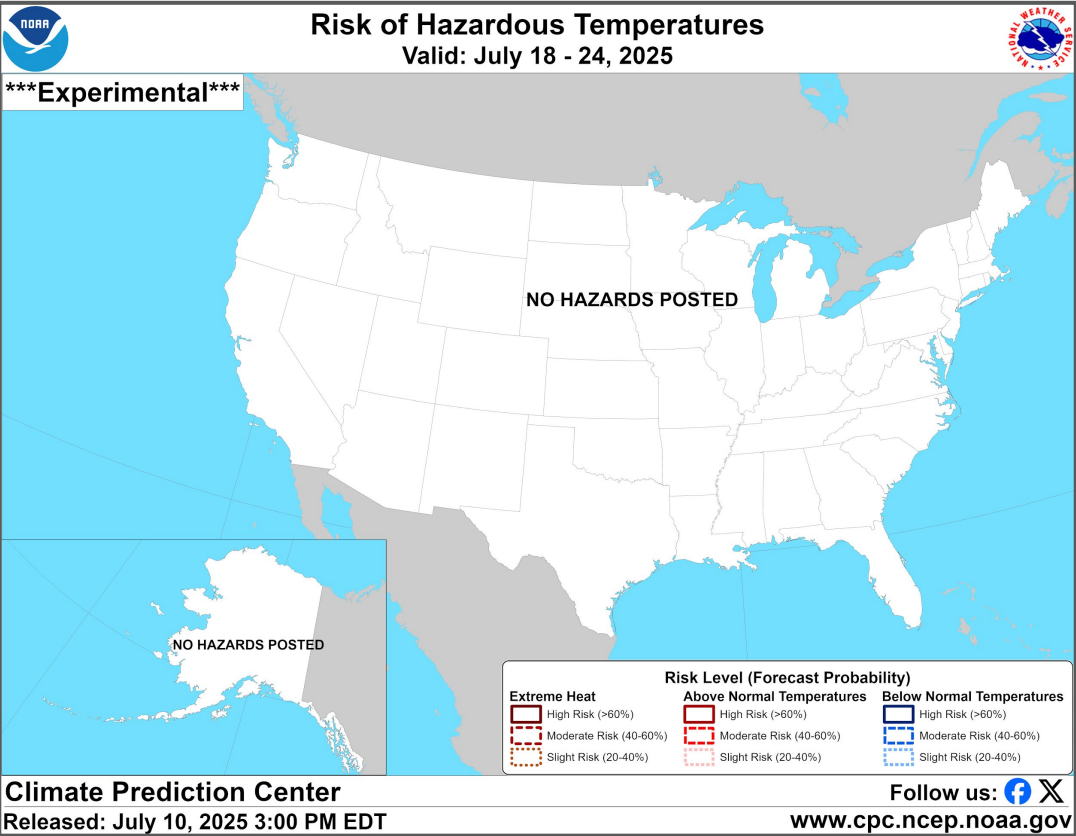 NOAA
Risk of Hazardous Temperatures
Valid: July 18 - 24, 2025
NATIONAL WEATHER SERVICE
***Experimental***
NO HAZARDS POSTED
NO HAZARDS POSTED
Risk Level (Forecast Probability)
Extreme Heat
High Risk (>60%)
Moderate Risk (40-60%)
Slight Risk (20-40%)
Above Normal Temperatures
High Risk (>60%)
Moderate Risk (40-60%)
Slight Risk (20-40%)
Below Normal Temperatures
High Risk (>60%)
Moderate Risk (40-60%)
Slight Risk (20-40%)
Climate Prediction Center
Follow us:
Released: July 10, 2025 3:00 PM EDT
www.cpc.ncep.noaa.gov